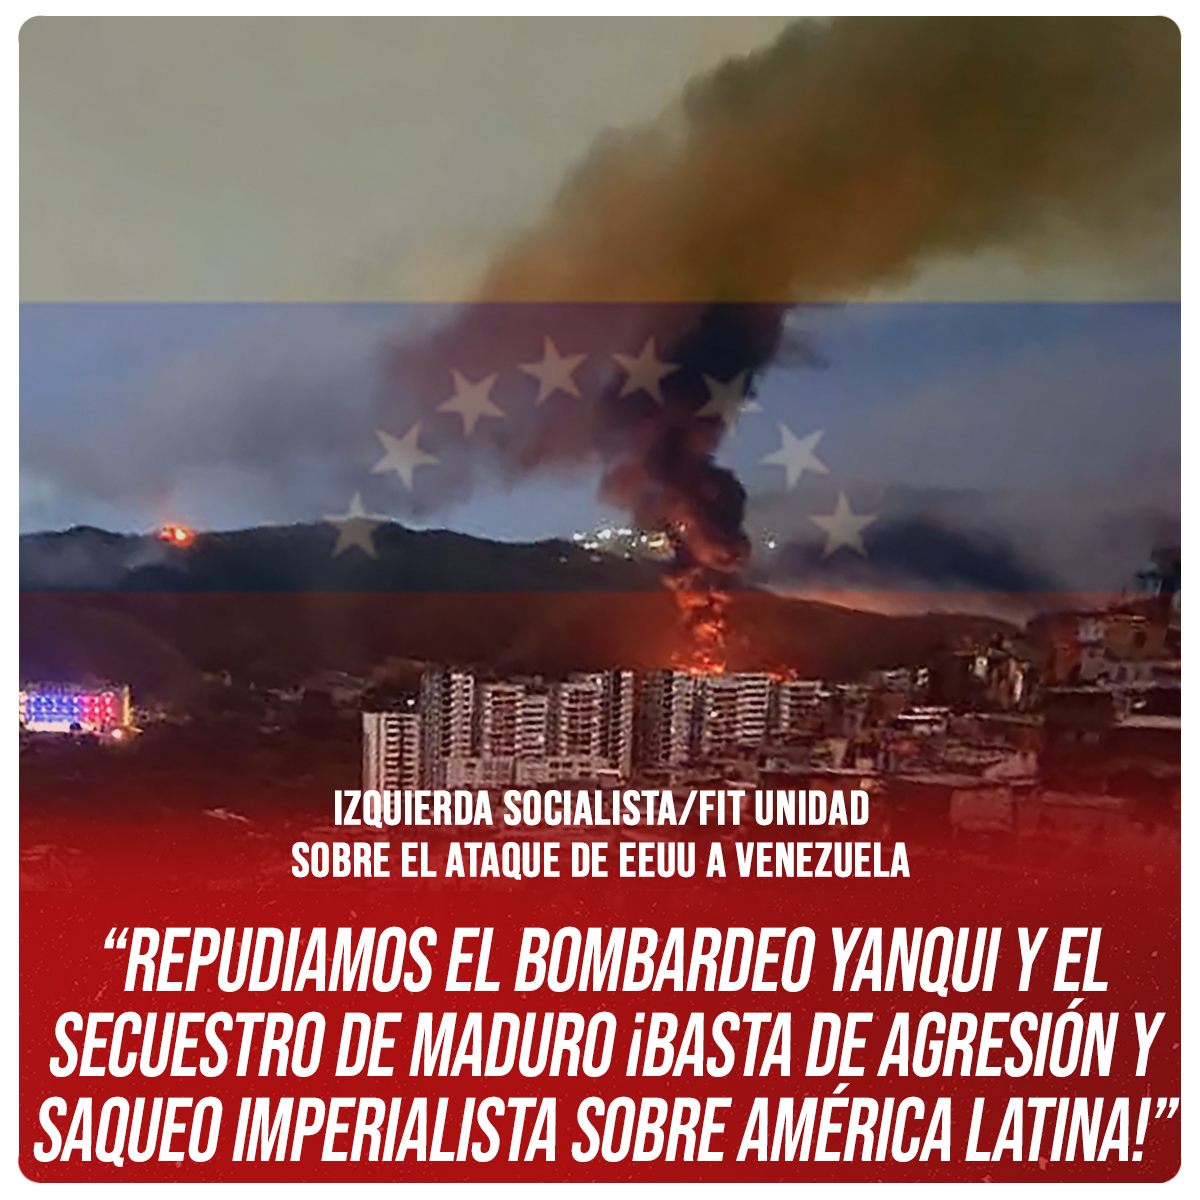 IZQUIERDA SOCIALISTA/FIT UNIDAD
SOBRE EL ATAQUE DE EEUU A VENEZUELA
“REPUDIAMOS EL BOMBARDEO YANQUI Y EL
SECUESTRO DE MADURO ¡BASTA DE AGRESIÓN Y
SAQUEO IMPERIALISTA SOBRE AMÉRICA LATINA!”